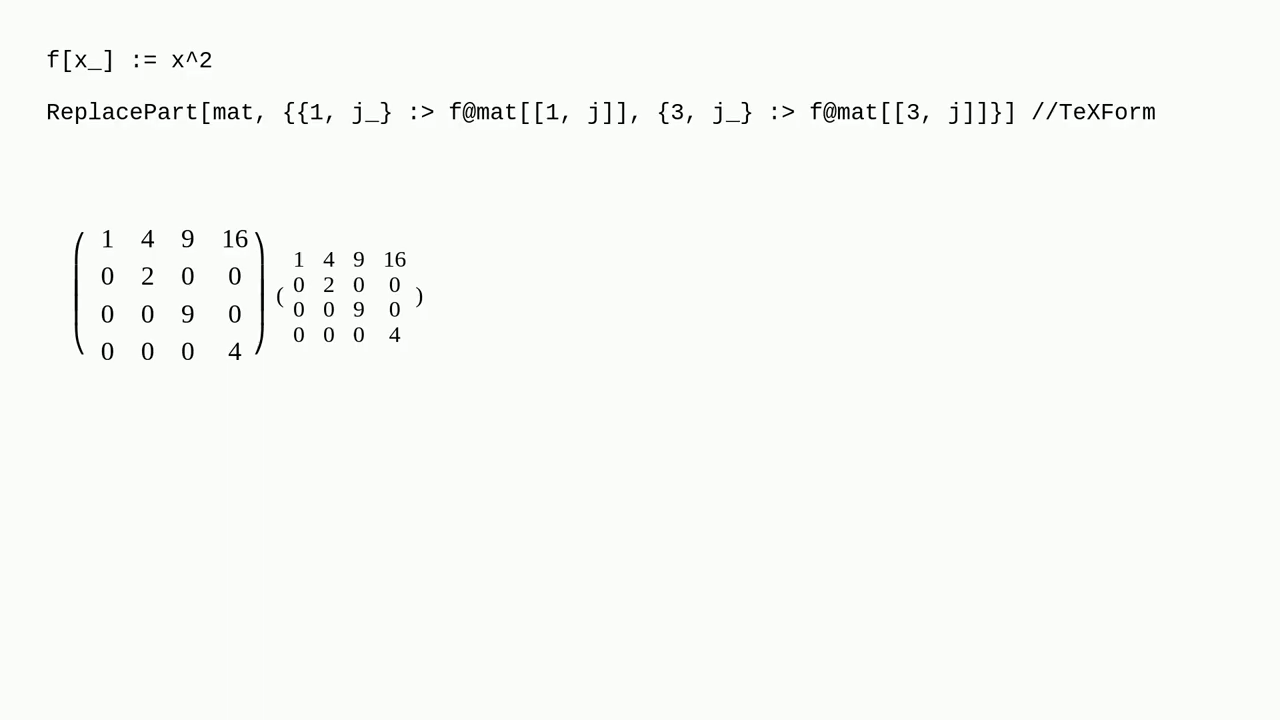 f[x_] := x^2
ReplacePart[mat, {{1, j_} :> f@mat[[1, j]], {3, j_} :> f@mat[[3, j]]}] //TeXForm
( 1 4 9 16 ) ( 1 4 9 16 )
0 2 0 0 0 2 0 0
0 0 9 0 0 0 9 0
0 0 0 4 0 0 0 4